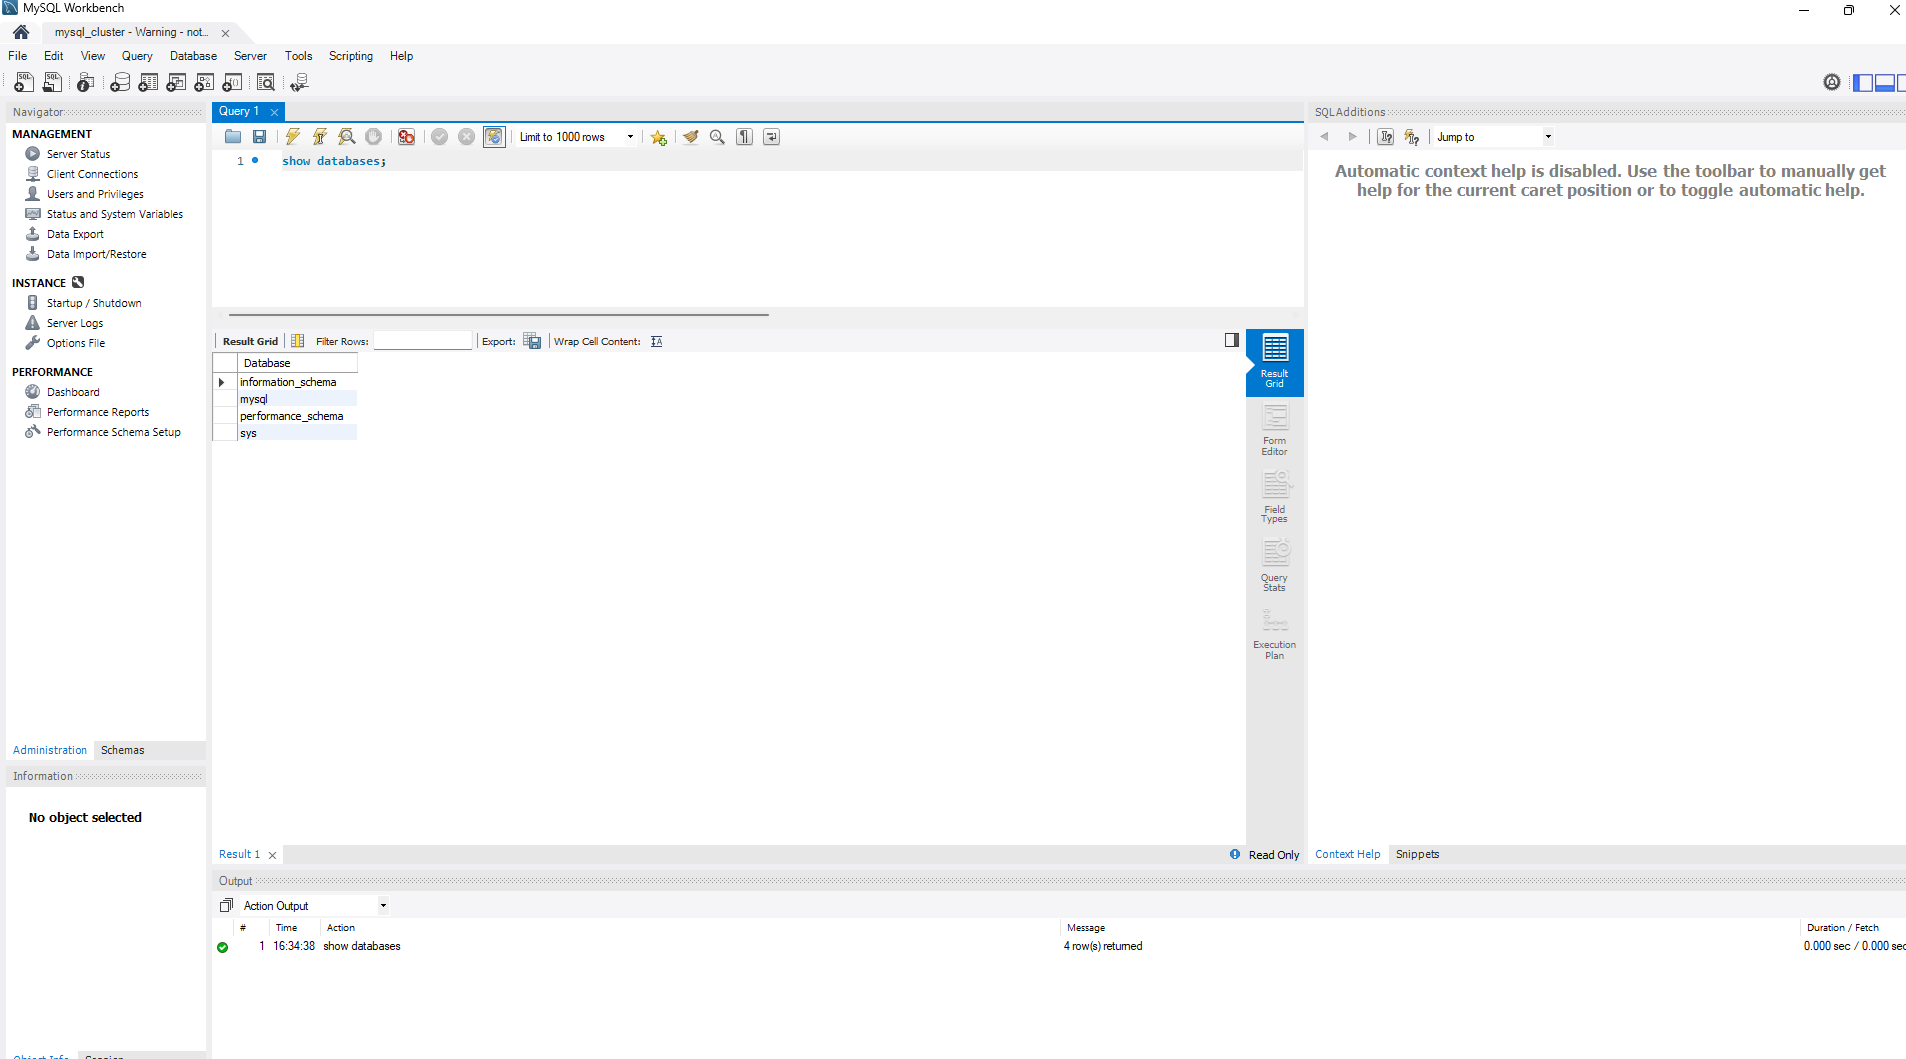 MySQL Workbench
mysql_cluster - Warning - not...
File Edit View Query Database Server Tools Scripting Help
Navigator
MANAGEMENT
Server Status
Client Connections
Users and Privileges
Status and System Variables
Data Export
Data Import/Restore
INSTANCE
Startup / Shutdown
Server Logs
Options File
PERFORMANCE
Dashboard
Performance Reports
Performance Schema Setup
Administration Schemas
Information
No object selected
Object Info Session
Query 1
Limit to 1000 rows
1 show databases;
Result Grid Filter Rows: Export: Wrap Cell Content:
Database
information_schema
mysql
performance_schema
sys
Result
Grid
Form
Editor
Field
Types
Query
Stats
Execution
Plan
Result 1
Read Only
SQLAdditions
Jump to
Automatic context help is disabled. Use the toolbar to manually get
help for the current caret position or to toggle automatic help.
Context Help Snippets
Output
Action Output
# Time Action Message Duration / Fetch
1 16:34:38 show databases 4 row(s) returned 0.000 sec / 0.000 sec